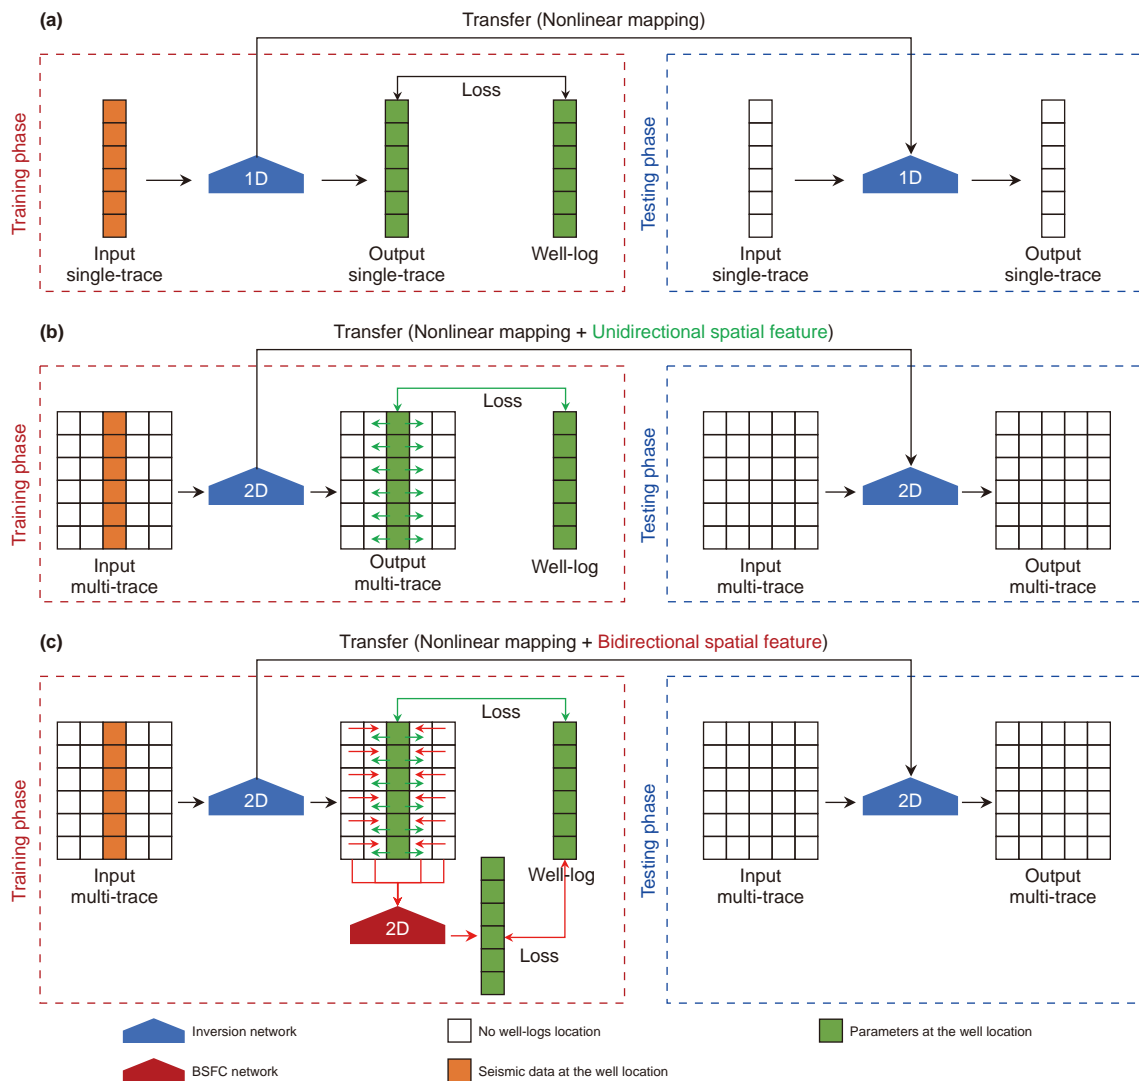 (a)
Transfer (Nonlinear mapping)
Training phase
Loss
1D
Input
single-trace
Output
single-trace
Well-log
Testing phase
1D
Input
single-trace
Output
single-trace
(b)
Transfer (Nonlinear mapping + Unidirectional spatial feature)
Training phase
Loss
2D
Input
multi-trace
Output
multi-trace
Well-log
Testing phase
2D
Input
multi-trace
Output
multi-trace
(c)
Transfer (Nonlinear mapping + Bidirectional spatial feature)
Training phase
Loss
2D
Input
multi-trace
Well-log
2D
Loss
Testing phase
2D
Input
multi-trace
Output
multi-trace
Inversion network
No well-logs location
Parameters at the well location
BSFC network
Seismic data at the well location